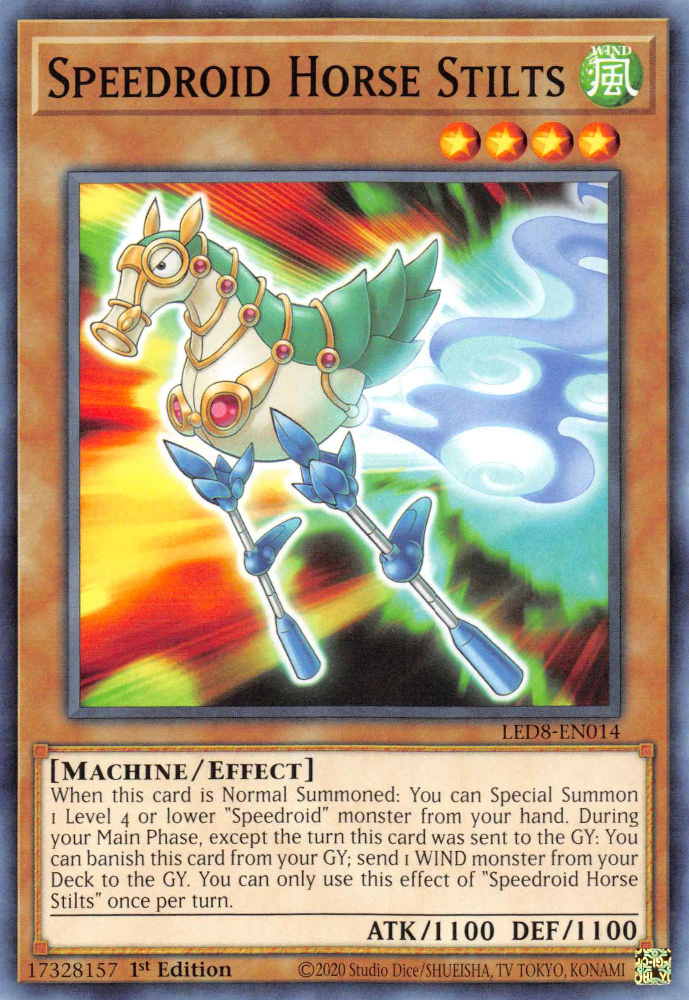 Speedroid Horse Stilts
WIND
風
LED8-EN014
[Machine/Effect]
When this card is Normal Summoned: You can Special Summon
1 Level 4 or lower "Speedroid" monster from your hand. During
your Main Phase, except the turn this card was sent to the GY: You
can banish this card from your GY; send 1 WIND monster from your
Deck to the GY. You can only use this effect of "Speedroid Horse
Stilts" once per turn.
ATK/1100 DEF/1100
17328157 1st Edition ©2020 Studio Dice/SHUEISHA, TV TOKYO, KONAMI